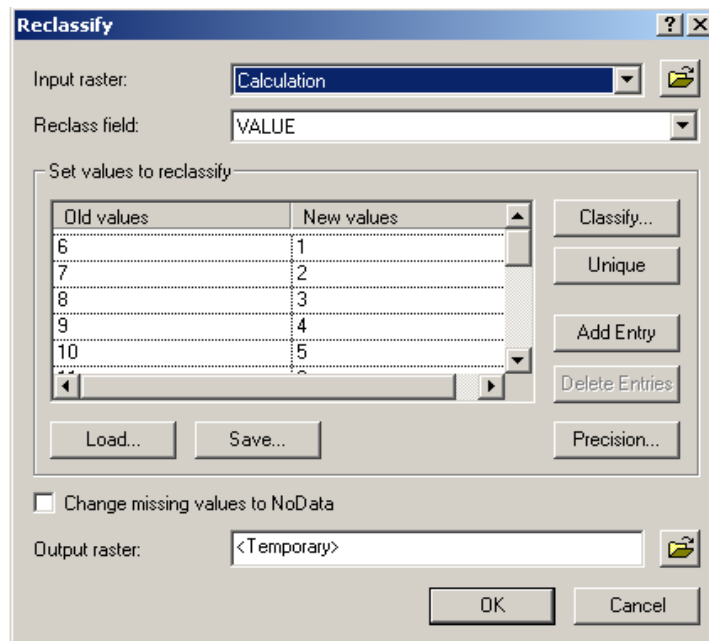 Reclassify
Input raster: Calculation
Reclass field: VALUE
Set values to reclassify
Old values New values
6 1
7 2
8 3
9 4
10 5
Classify...
Unique
Add Entry
Delete Entries
Load... Save... Precision...
Change missing values to NoData
Output raster: <Temporary>
OK Cancel